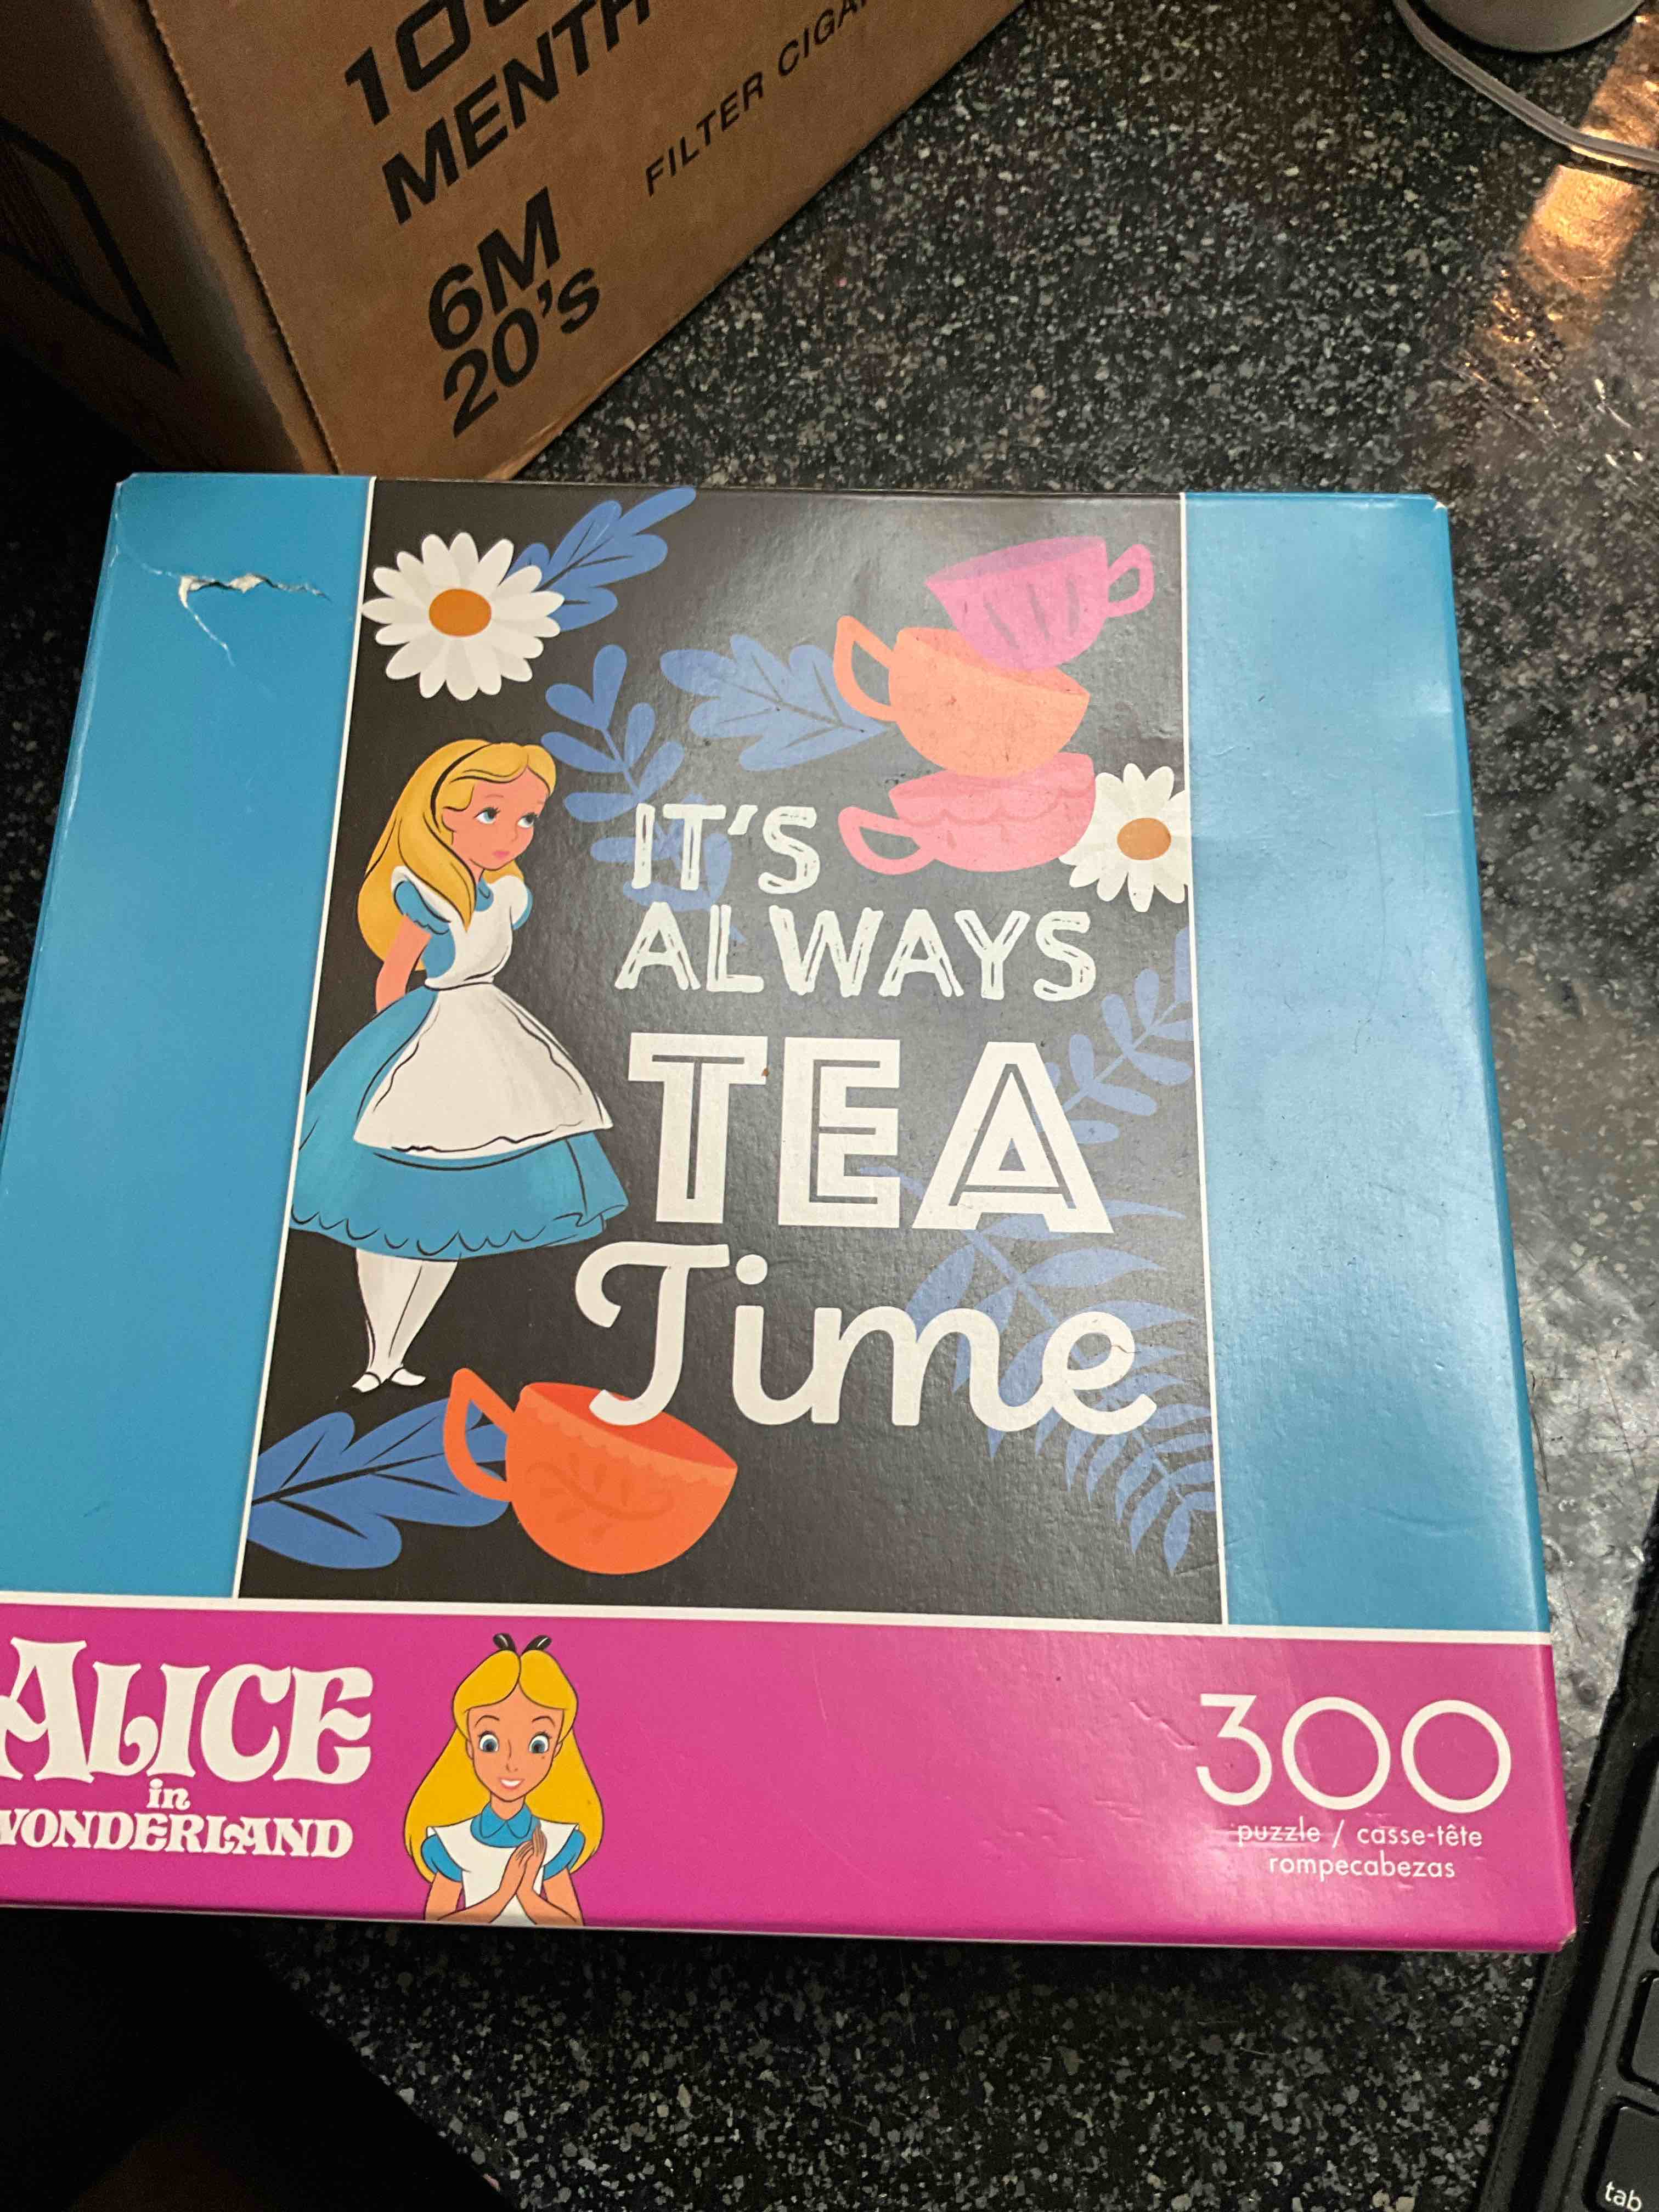 MENTH
6M
20's
FILTER CIGA
IT'S
ALWAYS
TEA
Time
ALICE
in
WONDERLAND
300
puzzle / casse-tête
rompecabezas
tab